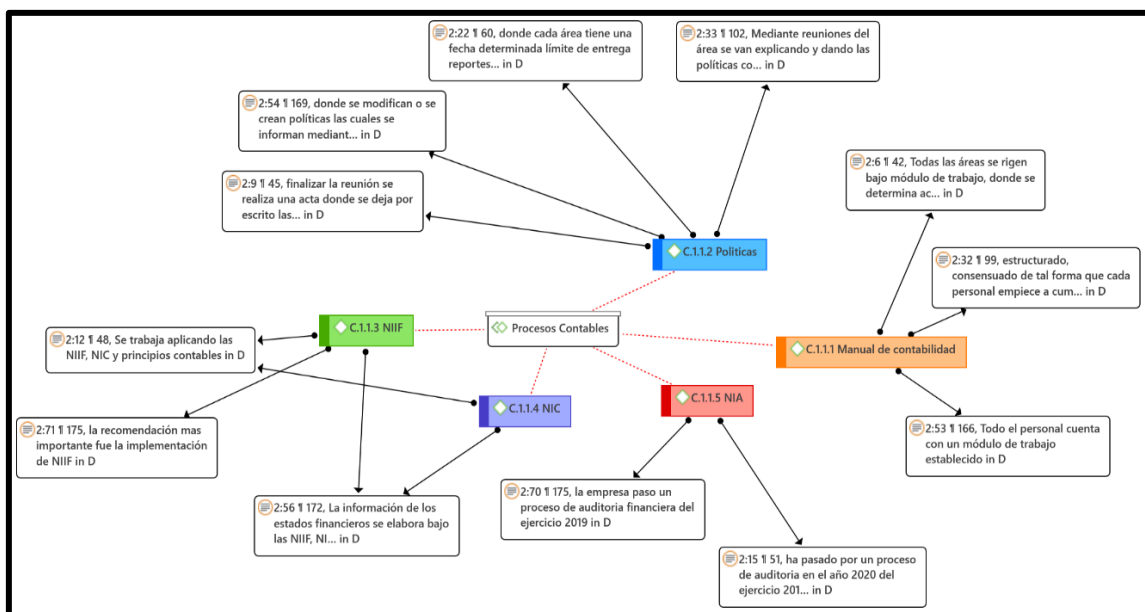 2:22 ¶ 60, donde cada área tiene una
fecha determinada límite de entrega
reportes... in D
2:33 ¶ 102, Mediante reuniones del
área se van explicando y dando las
políticas co... in D
2:54 ¶ 169, donde se modifican o se
crean políticas las cuales se
informan mediant... in D
2:6 ¶ 42, Todas las áreas se rigen
bajo módulo de trabajo, donde se
determina ac... in D
2:9 ¶ 45, finalizar la reunión se
realiza una acta donde se deja por
escrito las... in D
C.1.1.2 Politicas
2:32 ¶ 99, estructurado,
consensuado de tal forma que cada
personal empiece a cum...
in D
C.1.1.3 NIIF
Procesos Contables
2:12 ¶ 48, Se trabaja aplicando las
NIIF, NIC y principios contables in D
C.1.1.1 Manual de contabilidad
C.1.1.4 NIC
C.1.1.5 NIA
2:71 ¶ 175, la recomendación mas
importante fue la implementación
de NIIF in D
2:53 ¶ 166, Todo el personal cuenta
con un módulo de trabajo
establecido in D
2:56 ¶ 172, La información de los
estados financieros se elabora bajo
las NIIF, NI... in D
2:70 ¶ 175, la empresa paso un
proceso de auditoria financiera del
ejercicio 2019 in D
2:15 ¶ 51, ha pasado por un proceso
de auditoria en el año 2020 del
ejercicio 201... in D